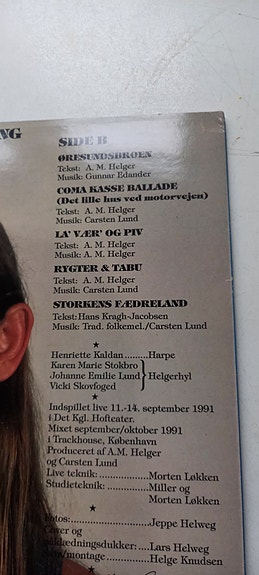 NG
SIDE B
ØRESUNDSBROEN
Tekst: A. M. Helger
Musik: Gunnar Edander
COMA KASSE BALLADE
(Det lille hus ved motorvejen)
Tekst: A. M. Helger
Musik: Carsten Lund
LA' VÆR' OG PIV
Tekst: A. M. Helger
Musik: A. M. Helger
RYGTER & TABU
Tekst: A. M. Helger
Musik: Carsten Lund
STORKENS FÆDRELAND
Tekst: Hans Kragh-Jacobsen
Musik: Trad. folkemel./Carsten Lund
Henriette Kaldan ........ Harpe
Karen Marie Stokbro
Johanne Emilie Lund } Helgerhyl
Vicki Skovfoged
Indspillet live 11.-14. september 1991
i Det Kgl. Hofteater.
Mixet september/oktober 1991
i Trackhouse, København
Produceret af A.M. Helger
og Carsten Lund
Live teknik: .................. Morten Løkken
Studieteknik: ............... Miller og
Morten Løkken
Fotos: .................... Jeppe Helweg
Cover og
påklædningsdukker: .... Lars Helweg
/montage .............. Helge Knudsen